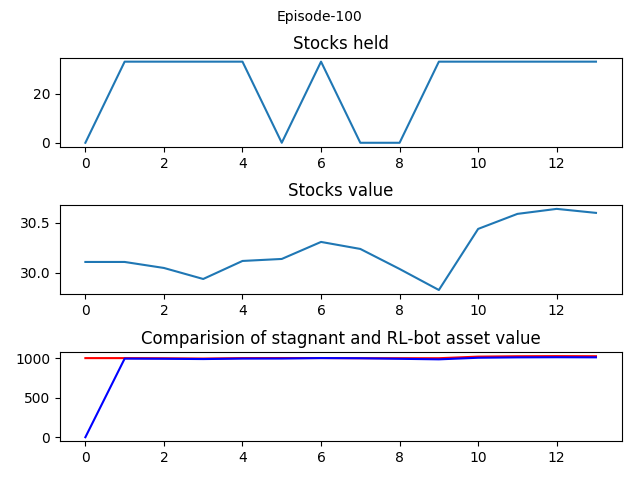 Episode-100
Stocks held
20
0
0 2 4 6 8 10 12
Stocks value
30.5
30.0
0 2 4 6 8 10 12
Comparision of stagnant and RL-bot asset value
1000
500
0
0 2 4 6 8 10 12